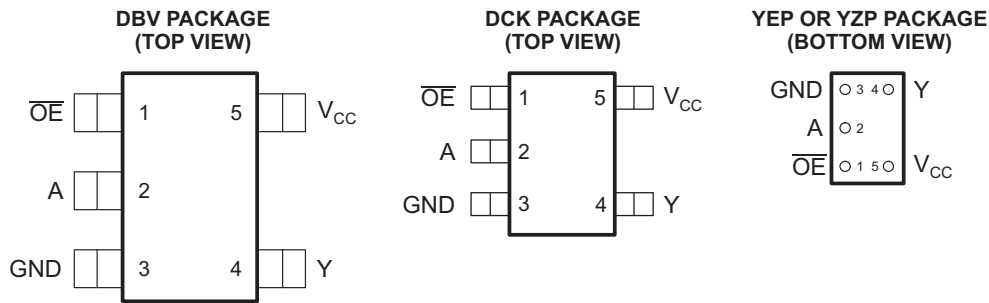 DBV PACKAGE
(TOP VIEW)
OE 1 5 VCC
A 2
GND 3 4 Y
DCK PACKAGE
(TOP VIEW)
OE 1 5 VCC
A 2
GND 3 4 Y
YEP OR YZP PACKAGE
(BOTTOM VIEW)
GND 3 4 Y
A 2
OE 1 5 VCC